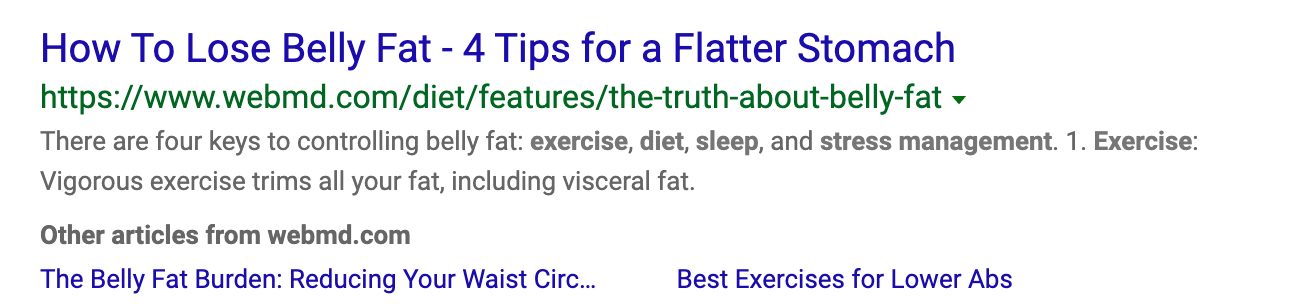 How To Lose Belly Fat - 4 Tips for a Flatter Stomach
https://www.webmd.com/diet/features/the-truth-about-belly-fat
There are four keys to controlling belly fat: exercise, diet, sleep, and stress management. 1. Exercise:
Vigorous exercise trims all your fat, including visceral fat.
Other articles from webmd.com
The Belly Fat Burden: Reducing Your Waist Circ... Best Exercises for Lower Abs